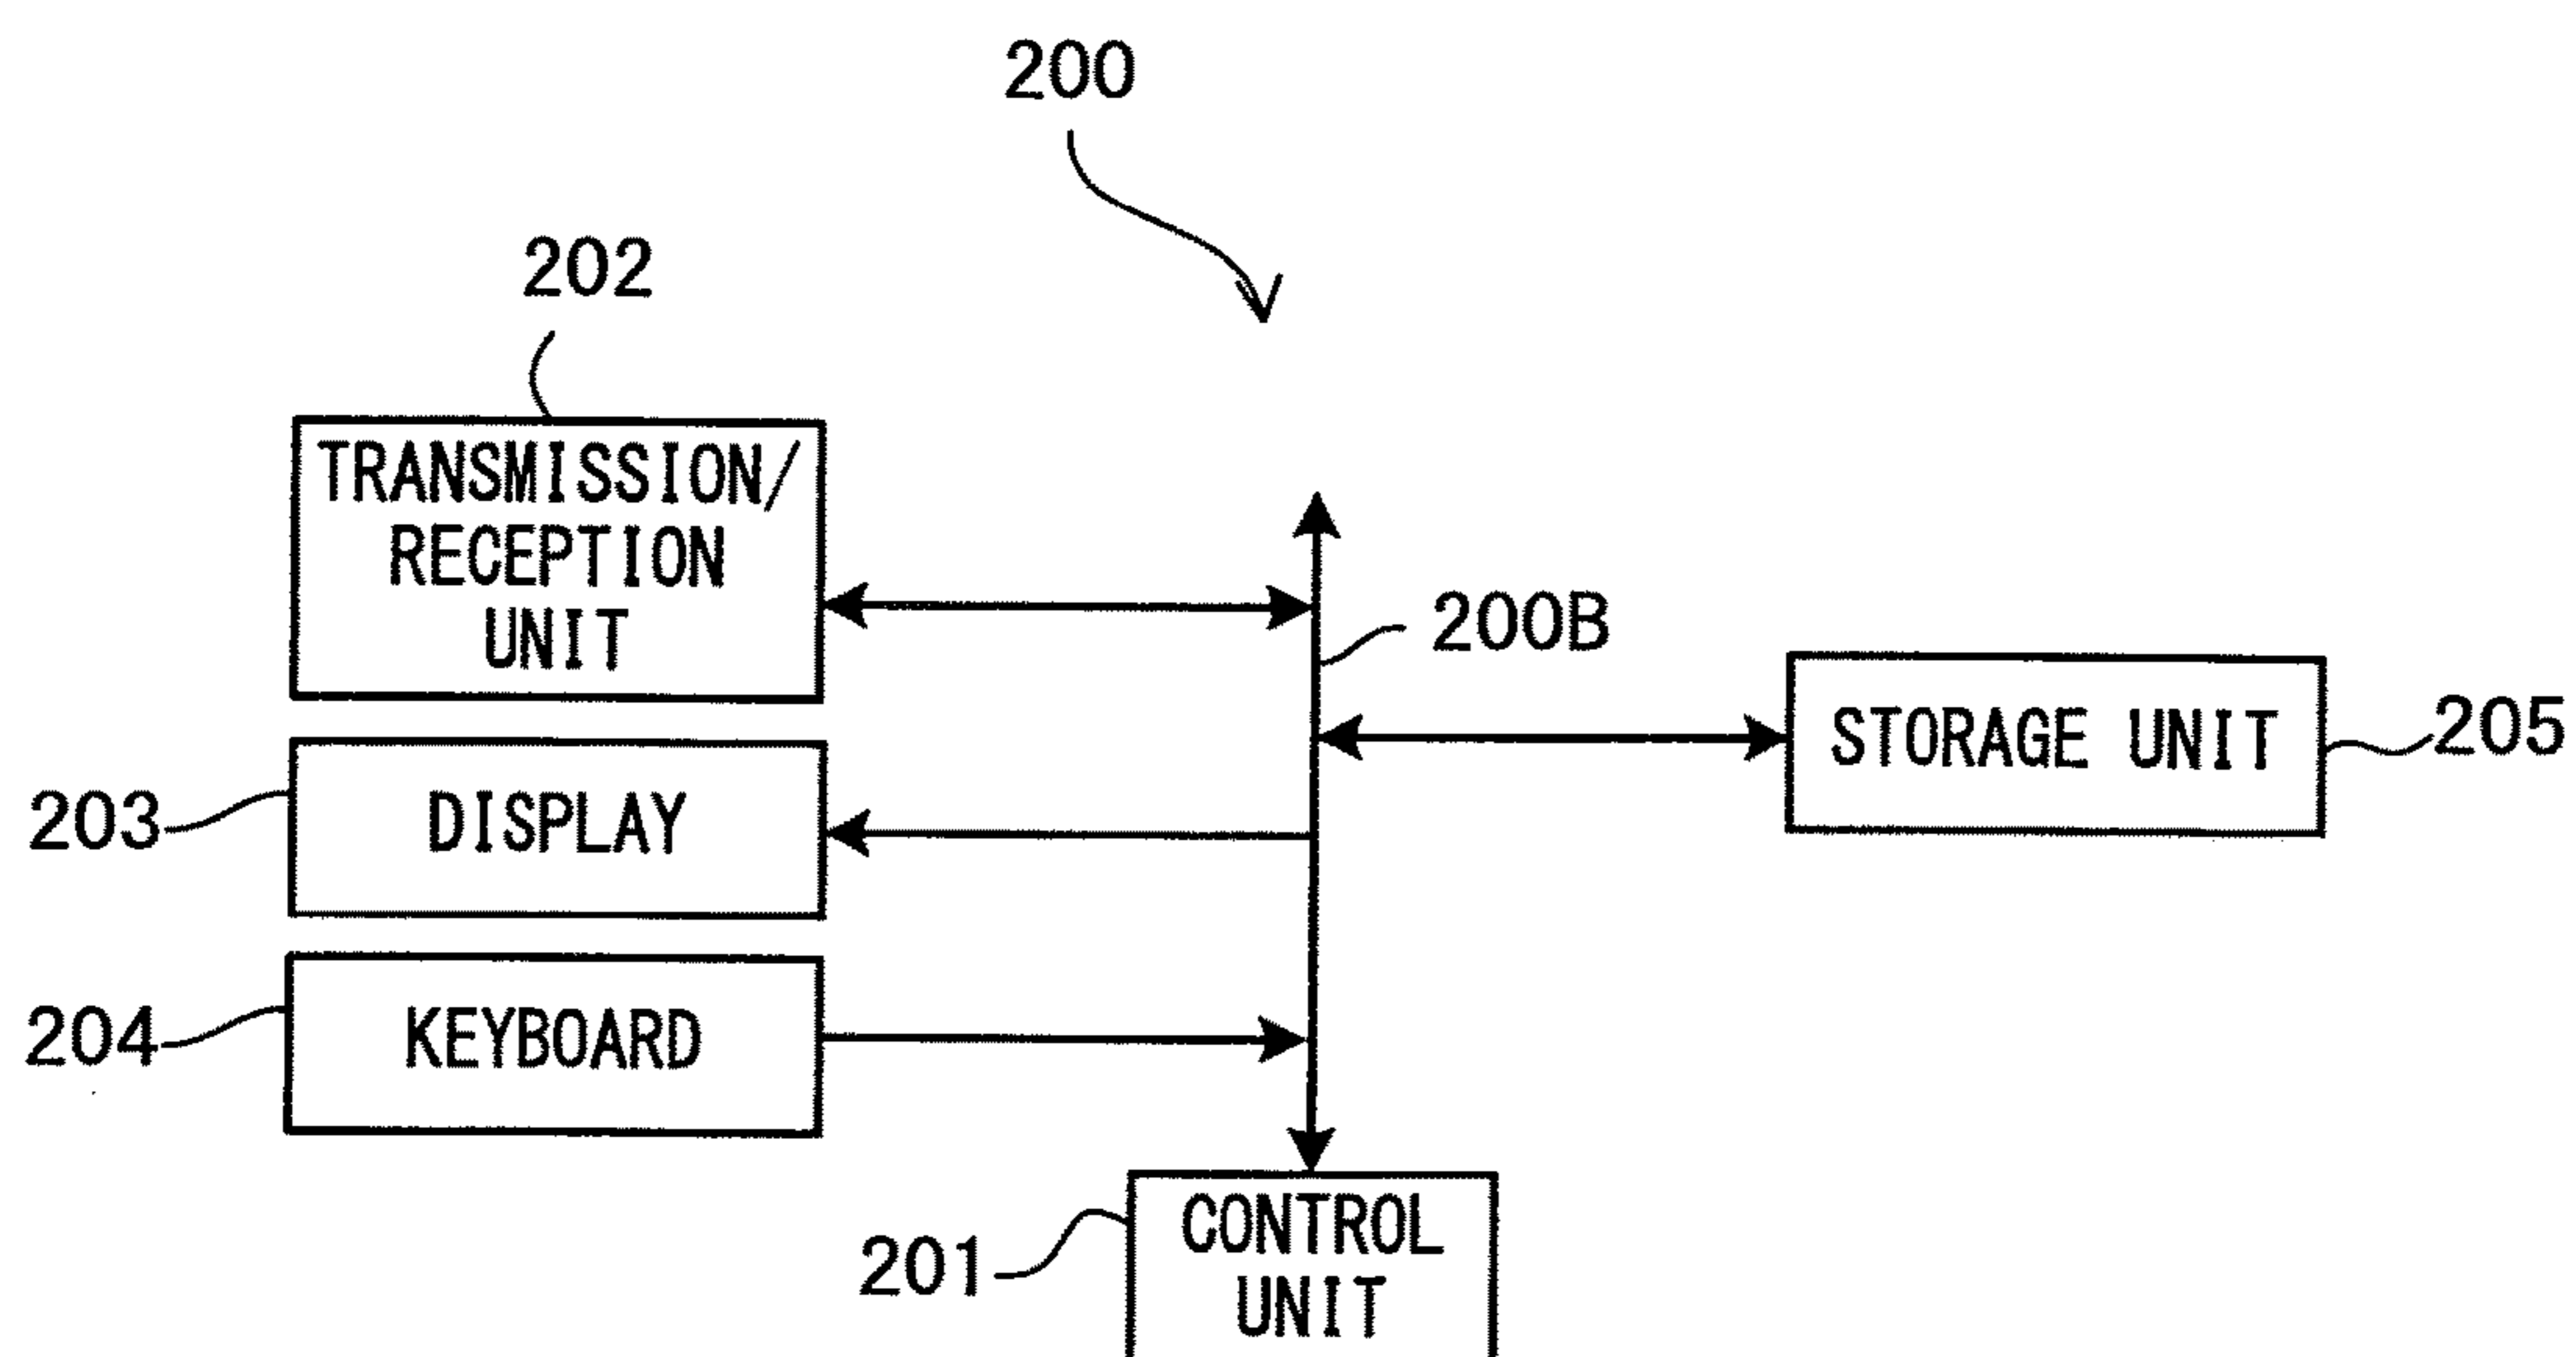 200
202
TRANSMISSION/
RECEPTION
UNIT
200B
STORAGE UNIT
205
203
DISPLAY
204
KEYBOARD
201
CONTROL
UNIT